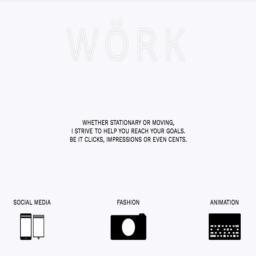 WÖRK
WHETHER STATIONARY OR MOVING,
I STRIVE TO HELP YOU REACH YOUR GOALS.
BE IT CLICKS, IMPRESSIONS OR EVEN CENTS.
SOCIAL MEDIA
FASHION
ANIMATION